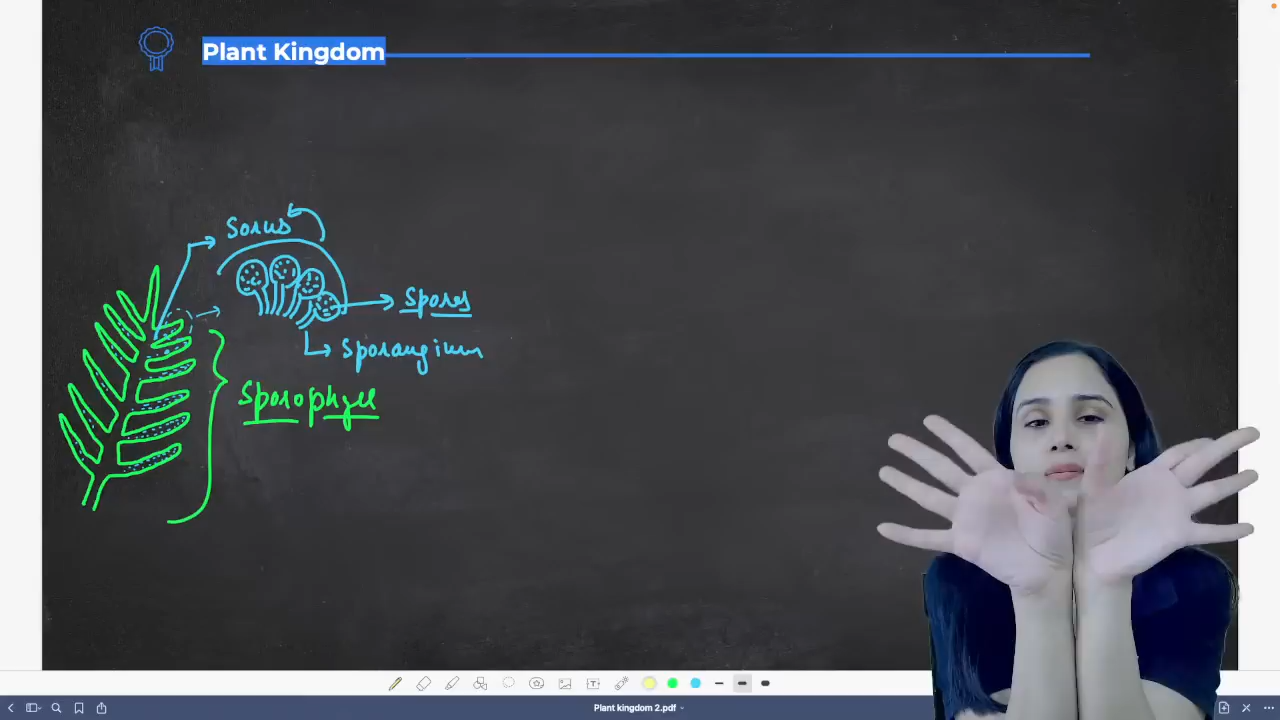 Plant Kingdom
Sorus
Spores
Sporangium
Sporophyll
Plant kingdom 2.pdf